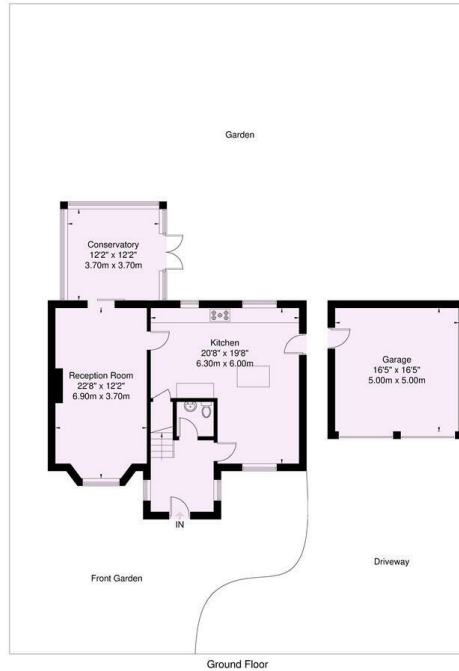 Garden
Conservatory
12'2" x 12'2"
3.70m x 3.70m
Kitchen
20'8" x 19'8"
6.30m x 6.00m
Garage
16'5" x 16'5"
5.00m x 5.00m
Reception Room
22'8" x 12'2"
6.90m x 3.70m
IN
Front Garden
Driveway
Ground Floor